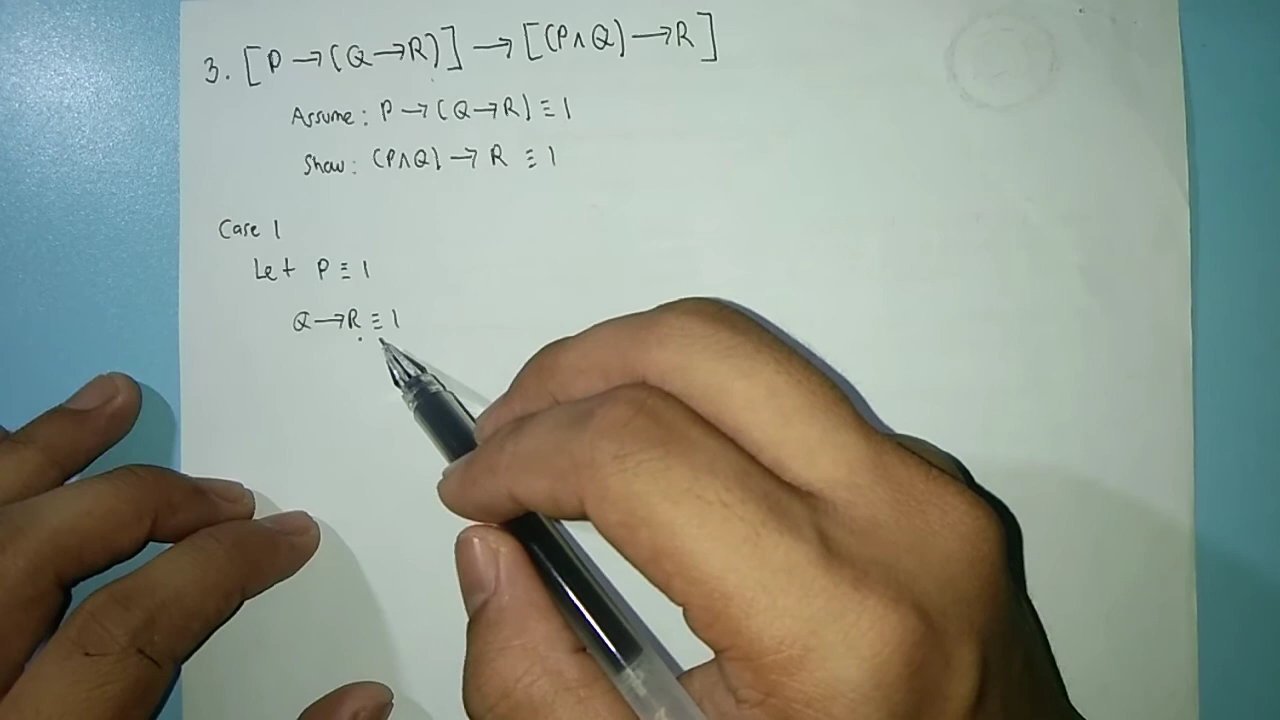 3. [P → (Q → R)] → [(P ∧ Q) → R]
Assume: P → (Q → R) ≡ 1
Show: (P ∧ Q) → R ≡ 1
Case 1
Let P ≡ 1
Q → R ≡ 1